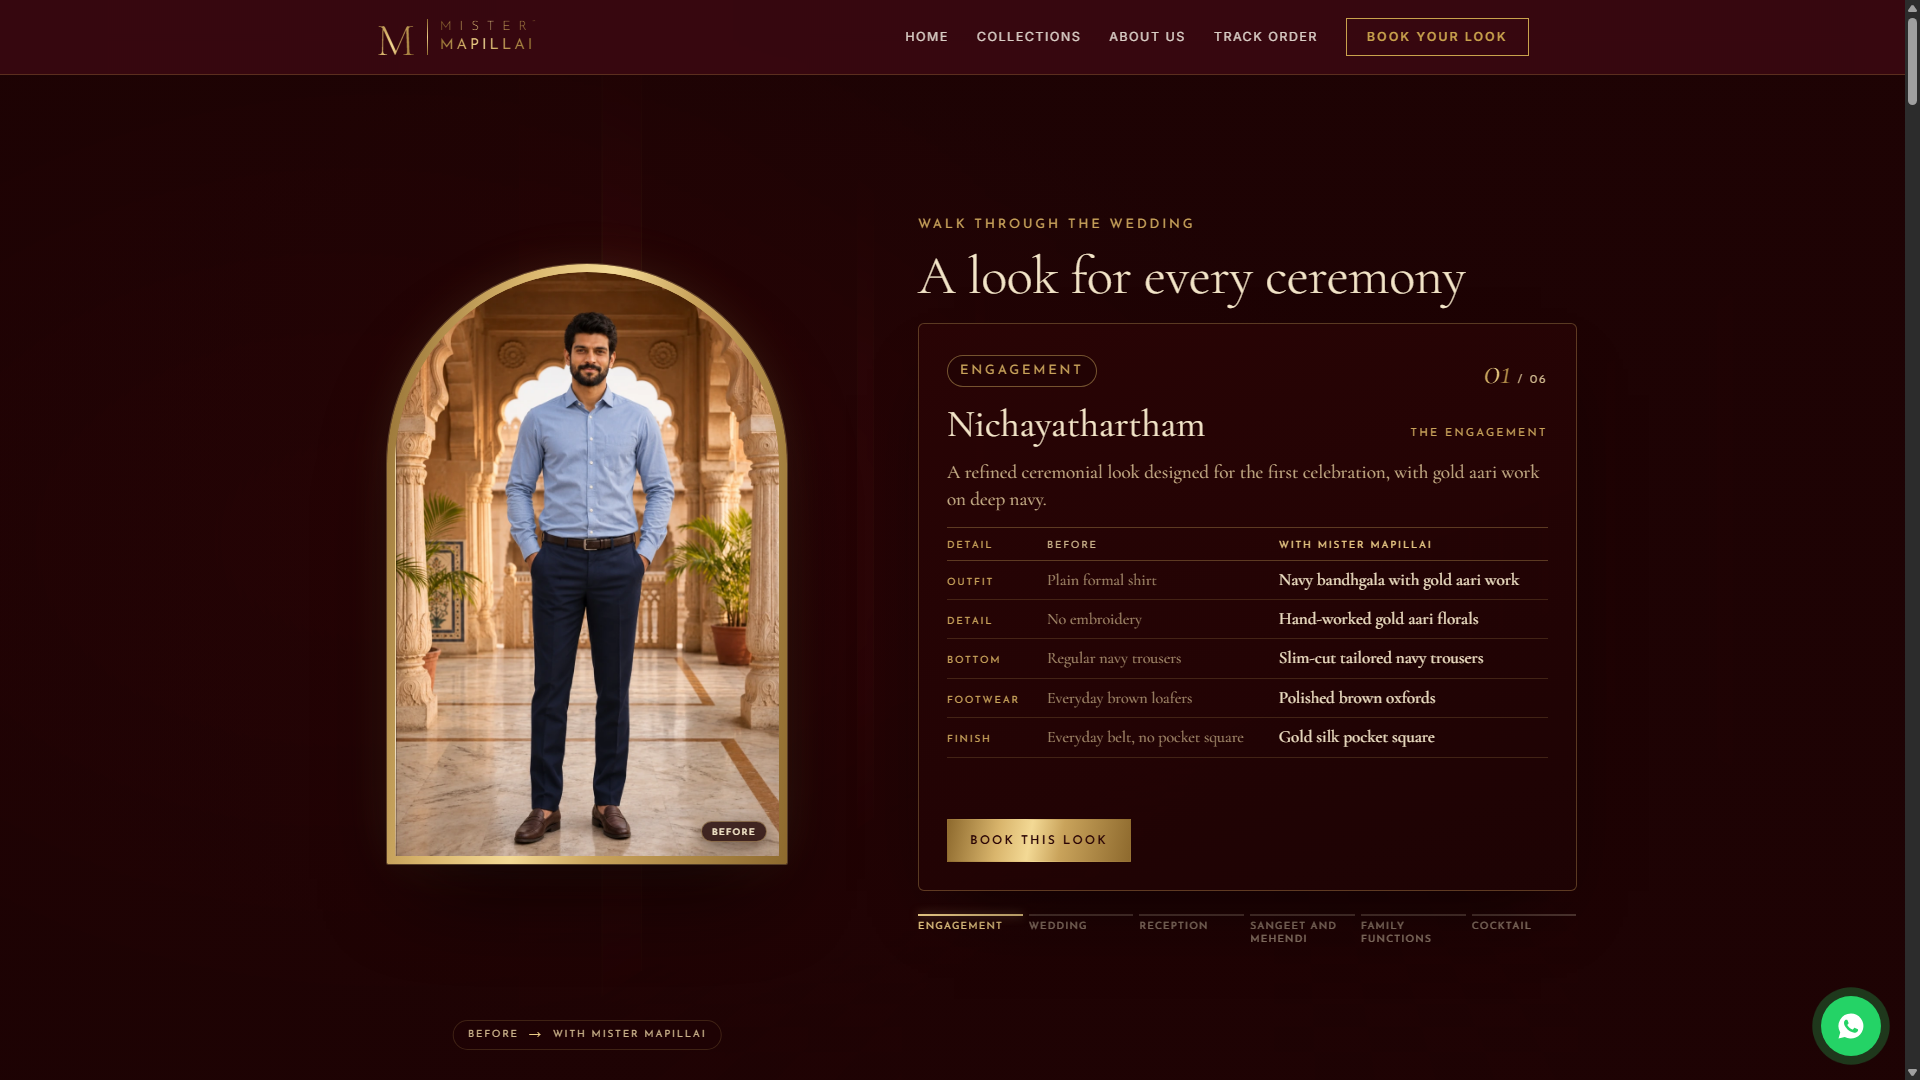 M
MISTER
MAPILLAI
HOME
COLLECTIONS
ABOUT US
TRACK ORDER
BOOK YOUR LOOK
WALK THROUGH THE WEDDING
A look for every ceremony
ENGAGEMENT
01 / 06
Nichayathartham
THE ENGAGEMENT
A refined ceremonial look designed for the first celebration, with gold aari work
on deep navy.
DETAIL BEFORE WITH MISTER MAPILLAI
OUTFIT Plain formal shirt Navy bandhgala with gold aari work
DETAIL No embroidery Hand-worked gold aari florals
BOTTOM Regular navy trousers Slim-cut tailored navy trousers
FOOTWEAR Everyday brown loafers Polished brown oxfords
FINISH Everyday belt, no pocket square Gold silk pocket square
BOOK THIS LOOK
BEFORE
ENGAGEMENT
WEDDING
RECEPTION
SANGEET AND
MEHENDI
FAMILY
FUNCTIONS
COCKTAIL
BEFORE → WITH MISTER MAPILLAI